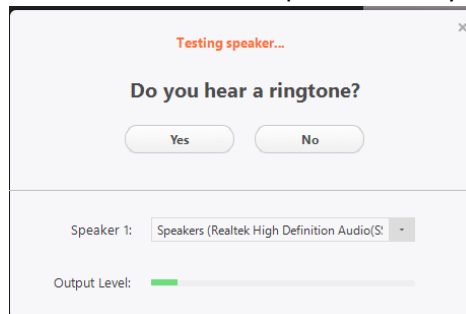 Testing speaker...
Do you hear a ringtone?
Yes No
Speaker 1: Speakers (Realtek High Definition Audio(S
Output Level: